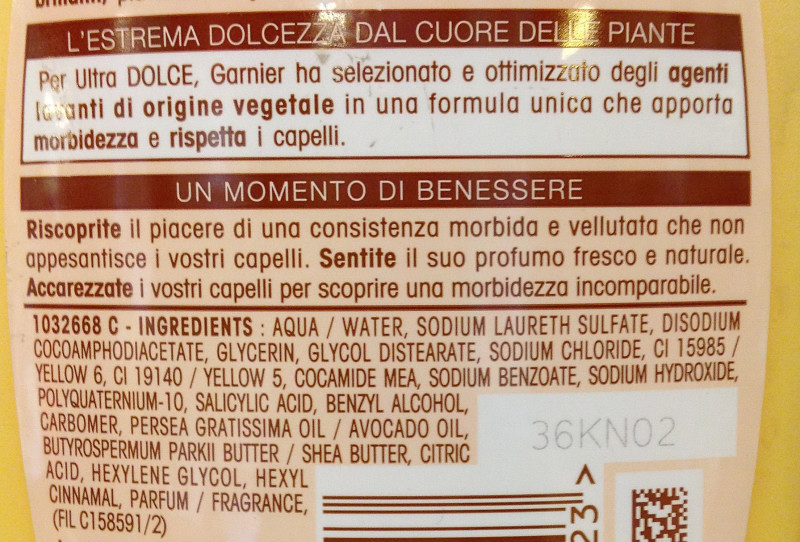 L'ESTREMA DOLCEZZA DAL CUORE DELLE PIANTE
Per Ultra DOLCE, Garnier ha selezionato e ottimizzato degli agenti
lavanti di origine vegetale in una formula unica che apporta
morbidezza e rispetta i capelli.
UN MOMENTO DI BENESSERE
Riscoprite il piacere di una consistenza morbida e vellutata che non
appesantisce i vostri capelli. Sentite il suo profumo fresco e naturale.
Accarezzate i vostri capelli per scoprire una morbidezza incomparabile.
1032668 C - INGREDIENTS : AQUA / WATER, SODIUM LAURETH SULFATE, DISODIUM
COCOAMPHODIACETATE, GLYCERIN, GLYCOL DISTEARATE, SODIUM CHLORIDE, CI 15985 /
YELLOW 6, CI 19140 / YELLOW 5, COCAMIDE MEA, SODIUM BENZOATE, SODIUM HYDROXIDE,
POLYQUATERNIUM-10, SALICYLIC ACID, BENZYL ALCOHOL,
CARBOMER, PERSEA GRATISSIMA OIL / AVOCADO OIL,
BUTYROSPERMUM PARKII BUTTER / SHEA BUTTER, CITRIC
ACID, HEXYLENE GLYCOL, HEXYL
CINNAMAL, PARFUM / FRAGRANCE,
(FIL C158591/2)
36KN02
23 >